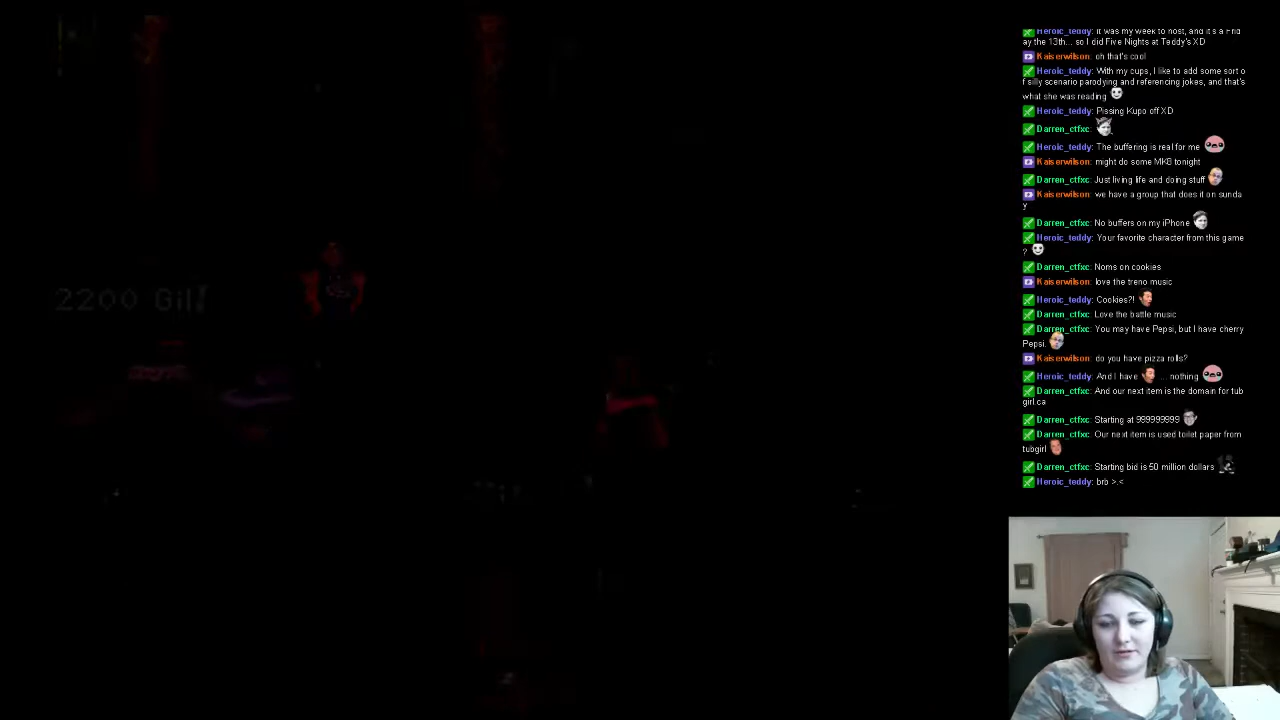 2200 Gil!
Heroic_teddy: It was my week to host, and it's a Frid
ay the 13th... so I did Five Nights at Teddy's XD
Kaiserwilson: oh that's cool
Heroic_teddy: With my cups, I like to add some sort o
f silly scenario parodying and referencing jokes, and that's
what she was reading
Heroic_teddy: Pissing Kupo off XD
Darren_ctfxc:
Heroic_teddy: The buffering is real for me
Kaiserwilson: might do some MK8 tonight
Darren_ctfxc: Just living life and doing stuff
Kaiserwilson: we have a group that does it on sunda
y
Darren_ctfxc: No buffers on my iPhone
Heroic_teddy: Your favorite character from this game
?
Darren_ctfxc: Noms on cookies
Kaiserwilson: love the treno music
Heroic_teddy: Cookies?!
Darren_ctfxc: Love the battle music
Darren_ctfxc: You may have Pepsi, but I have cherry
Pepsi.
Kaiserwilson: do you have pizza rolls?
Heroic_teddy: And I have ... nothing
Darren_ctfxc: And our next item is the domain for tub
girl.ca
Darren_ctfxc: Starting at 999999999
Darren_ctfxc: Our next item is used toilet paper from
tubgirl
Darren_ctfxc: Starting bid is 50 million dollars
Heroic_teddy: brb >.<